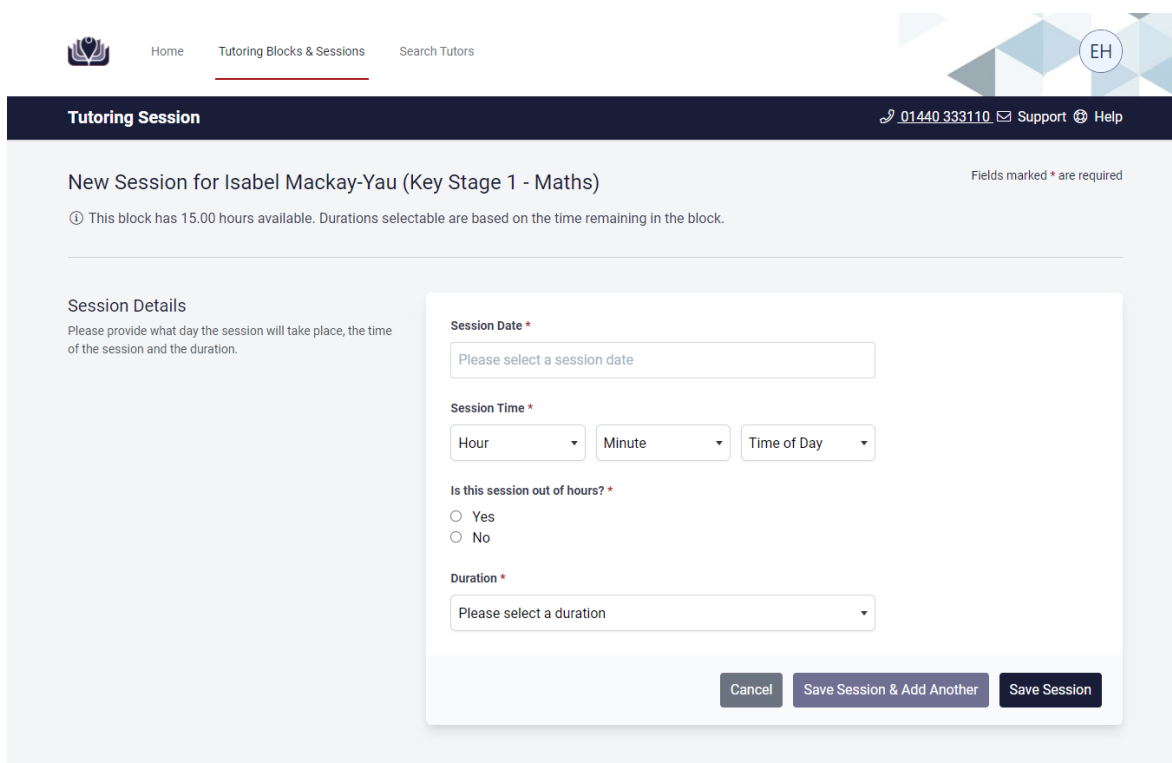 Home Tutoring Blocks & Sessions Search Tutors EH
Tutoring Session 01440 333110 Support Help
New Session for Isabel Mackay-Yau (Key Stage 1 - Maths) Fields marked * are required
This block has 15.00 hours available. Durations selectable are based on the time remaining in the block.
Session Details
Please provide what day the session will take place, the time
of the session and the duration.
Session Date *
Please select a session date
Session Time *
Hour Minute Time of Day
Is this session out of hours? *
Yes
No
Duration *
Please select a duration
Cancel Save Session & Add Another Save Session